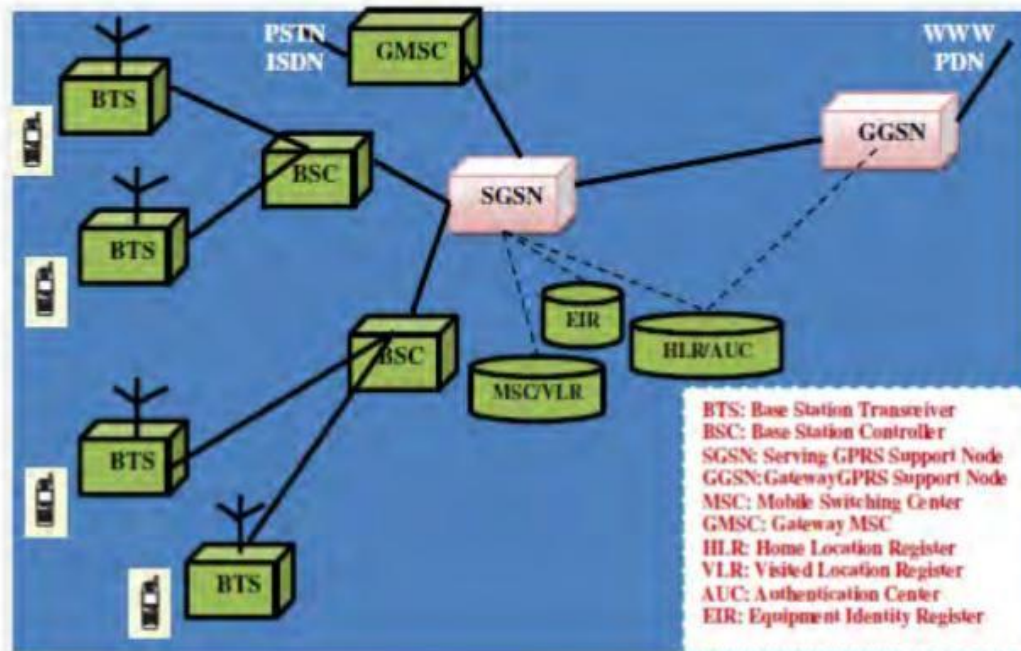 PSTN
ISDN
GMSC
WWW
PDN
BTS
GGSN
BSC
SGSN
BTS
EIR
HLR/AUC
BSC
MSC/VLR
BTS
BTS
BTS: Base Station Transceiver
BSC: Base Station Controller
SGSN: Serving GPRS Support Node
GGSN:GatewayGPRS Support Node
MSC: Mobile Switching Center
GMSC: Gateway MSC
HLR: Home Location Register
VLR: Visited Location Register
AUC: Authentication Center
EIR: Equipment Identity Register